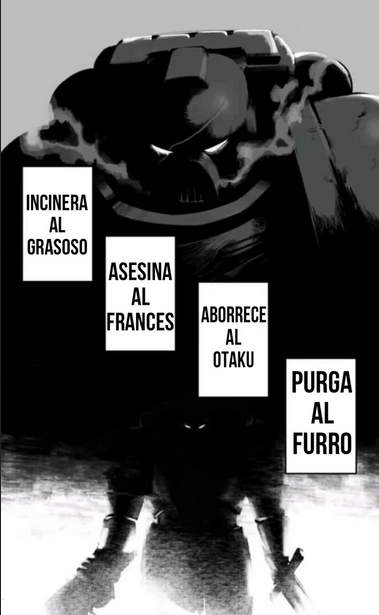 INCINERA
AL
GRASOSO
ASESINA
AL
FRANCES
ABORRECE
AL
OTAKU
PURGA
AL
FURRO